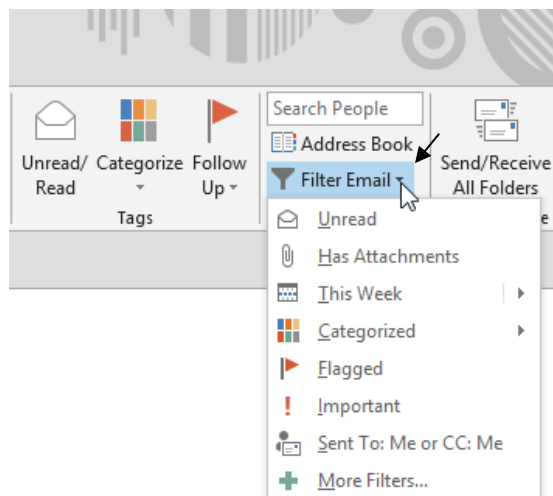 Search People
Address Book
Filter Email
Unread/
Read
Categorize
Follow
Up
Tags
Send/Receive
All Folders
e
Unread
Has Attachments
This Week
Categorized
Flagged
Important
Sent To: Me or CC: Me
More Filters...